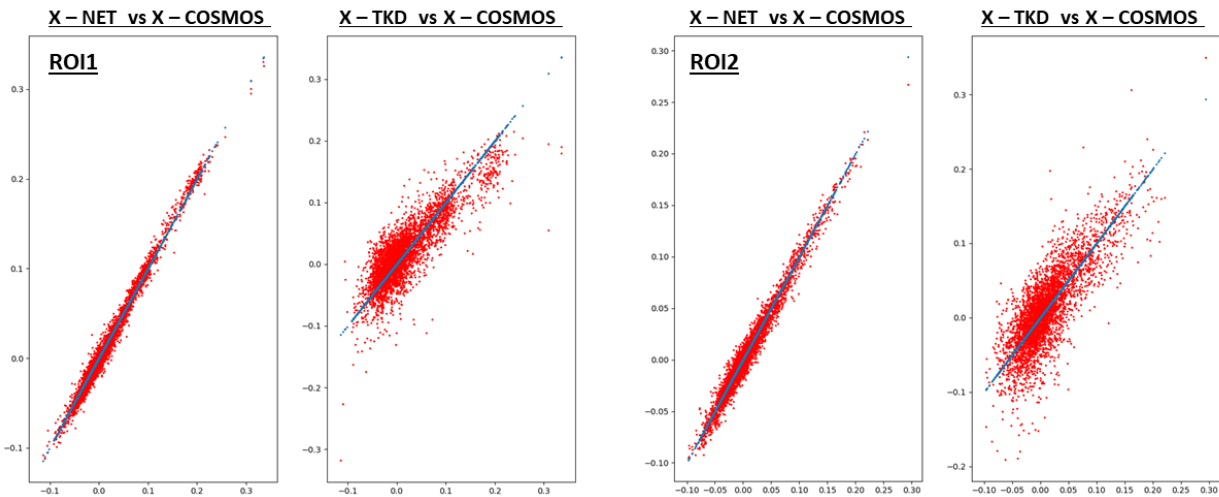 X – NET vs X – COSMOS
X – TKD vs X – COSMOS
X – NET vs X – COSMOS
X – TKD vs X – COSMOS
ROI1
0.3
0.2
0.1
0.0
−0.1
−0.1 0.0 0.1 0.2 0.3
0.3
0.2
0.1
0.0
−0.1
−0.2
−0.3
−0.1 0.0 0.1 0.2 0.3
ROI2
0.30
0.25
0.20
0.15
0.10
0.05
0.00
−0.05
−0.10
−0.10 −0.05 0.00 0.05 0.10 0.15 0.20 0.25 0.30
0.3
0.2
0.1
0.0
−0.1
−0.2
−0.10 −0.05 0.00 0.05 0.10 0.15 0.20 0.25 0.30